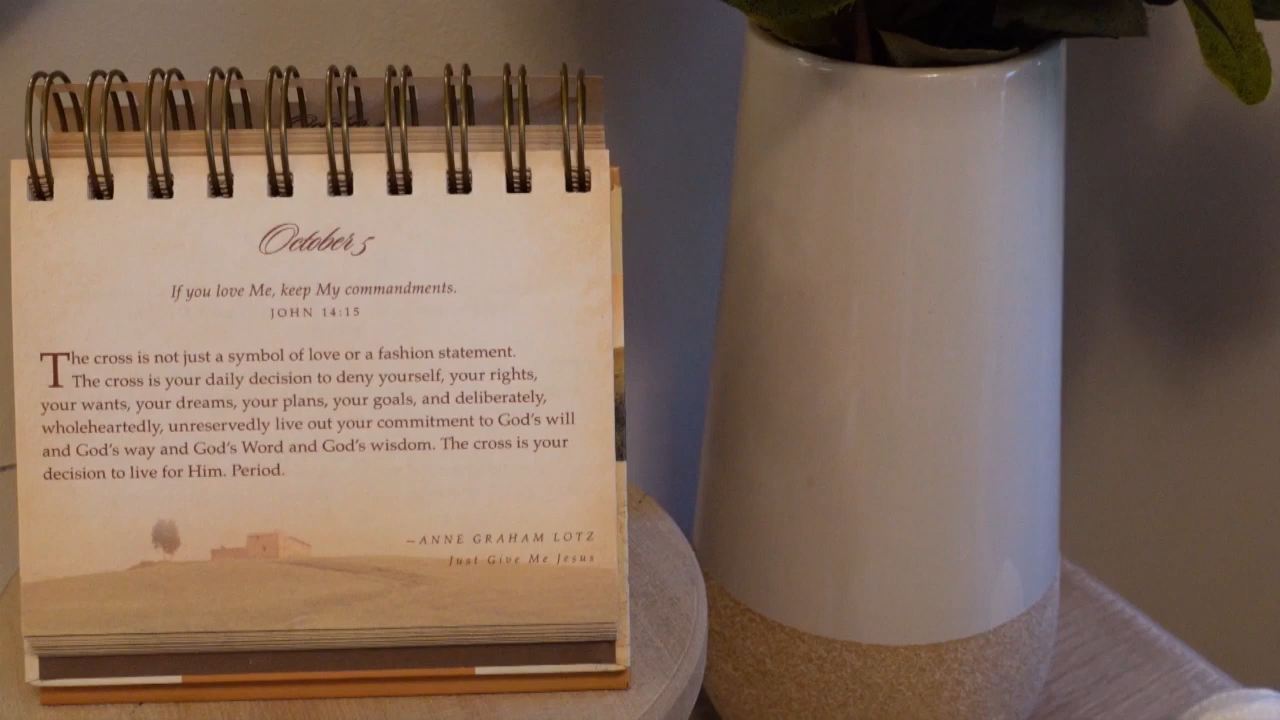 October 5
If you love Me, keep My commandments.
JOHN 14:15
The cross is not just a symbol of love or a fashion statement.
The cross is your daily decision to deny yourself, your rights,
your wants, your dreams, your plans, your goals, and deliberately,
wholeheartedly, unreservedly live out your commitment to God's will
and God's way and God's Word and God's wisdom. The cross is your
decision to live for Him. Period.
–ANNE GRAHAM LOTZ
Just Give Me Jesus